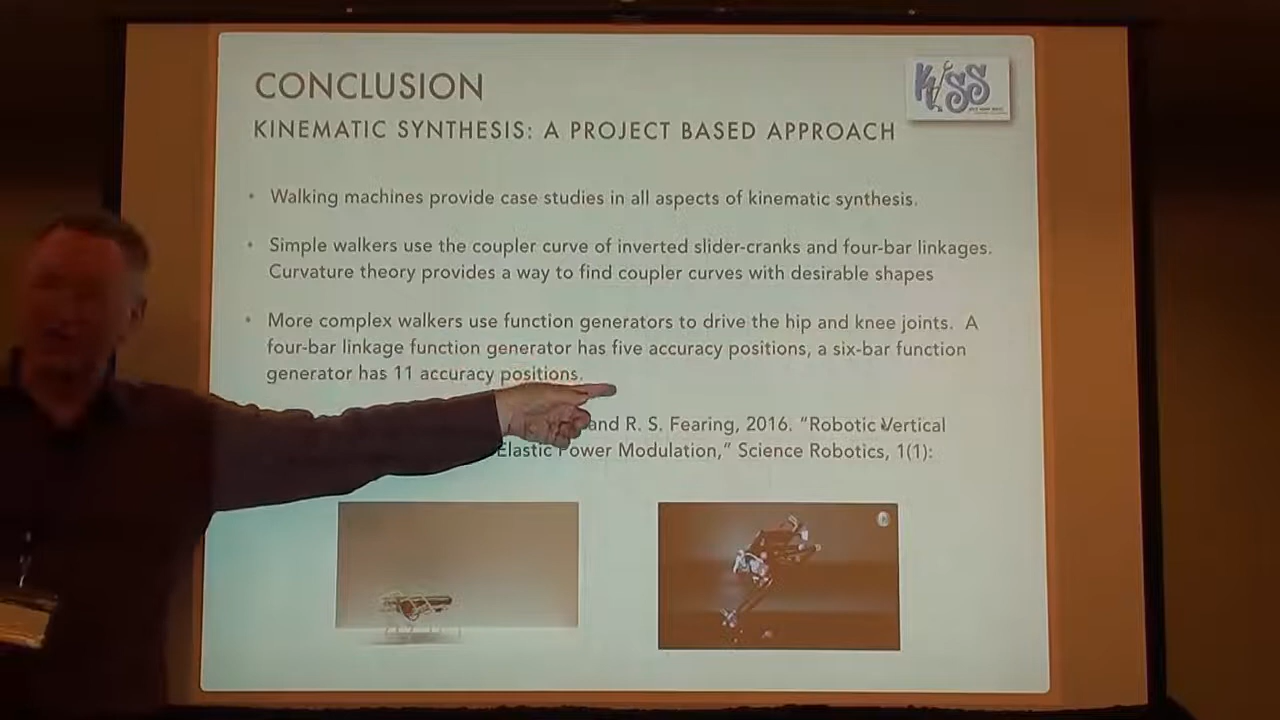 CONCLUSION
KISS
KINEMATIC SYNTHESIS: A PROJECT BASED APPROACH
• Walking machines provide case studies in all aspects of kinematic synthesis.
• Simple walkers use the coupler curve of inverted slider-cranks and four-bar linkages.
Curvature theory provides a way to find coupler curves with desirable shapes
• More complex walkers use function generators to drive the hip and knee joints. A
four-bar linkage function generator has five accuracy positions, a six-bar function
generator has 11 accuracy positions.
and R. S. Fearing, 2016. “Robotic Vertical
Elastic Power Modulation,” Science Robotics, 1(1):